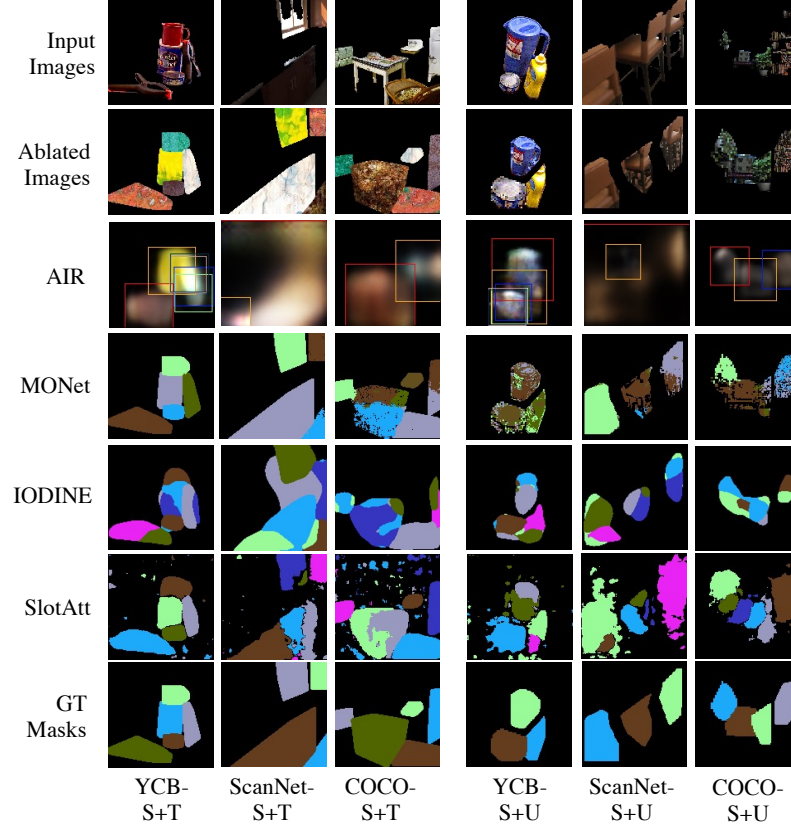 Input
Images
Ablated
Images
AIR
MONet
IODINE
SlotAtt
GT
Masks
YCB-
S+T
ScanNet-
S+T
COCO-
S+T
YCB-
S+U
ScanNet-
S+U
COCO-
S+U